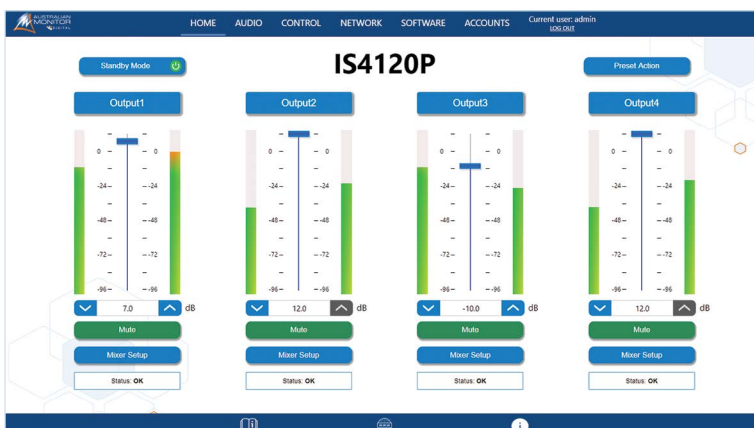 AUSTRALIAN
MONITOR
DIGITAL
HOME AUDIO CONTROL NETWORK SOFTWARE ACCOUNTS
Current user: admin
LOG OUT
Standby Mode
IS4120P
Preset Action
Output1 Output2 Output3 Output4
0 0 0 0 0 0 0 0
-24 -24 -24 -24 -24 -24 -24 -24
-48 -48 -48 -48 -48 -48 -48 -48
-72 -72 -72 -72 -72 -72 -72 -72
-96 -96 -96 -96 -96 -96 -96 -96
7.0 dB 12.0 dB -10.0 dB 12.0 dB
Mute Mute Mute Mute
Mixer Setup Mixer Setup Mixer Setup Mixer Setup
Status: OK Status: OK Status: OK Status: OK